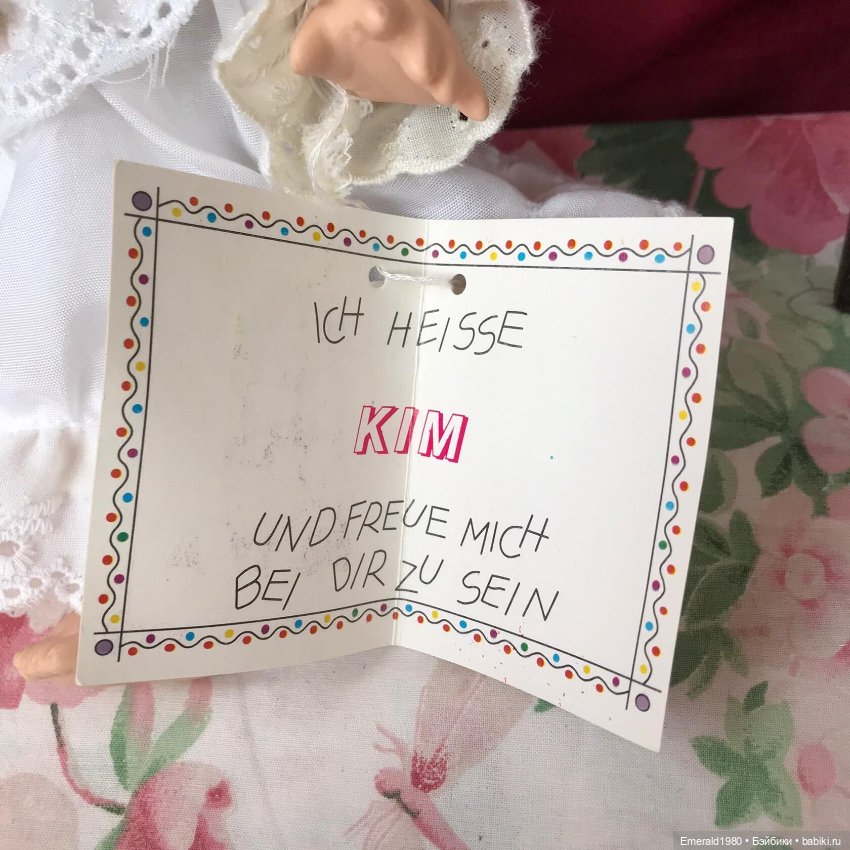 ICH HEISSE
KIM
UND FREUE MICH
BEI DIR ZU SEIN
Emerald1980 • Бэйбики • babiki.ru